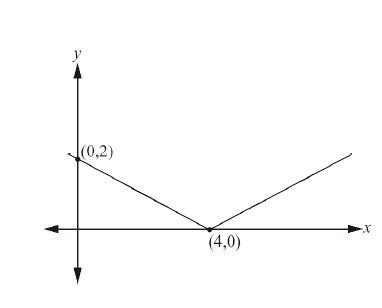 y
(0,2)
x
(4,0)